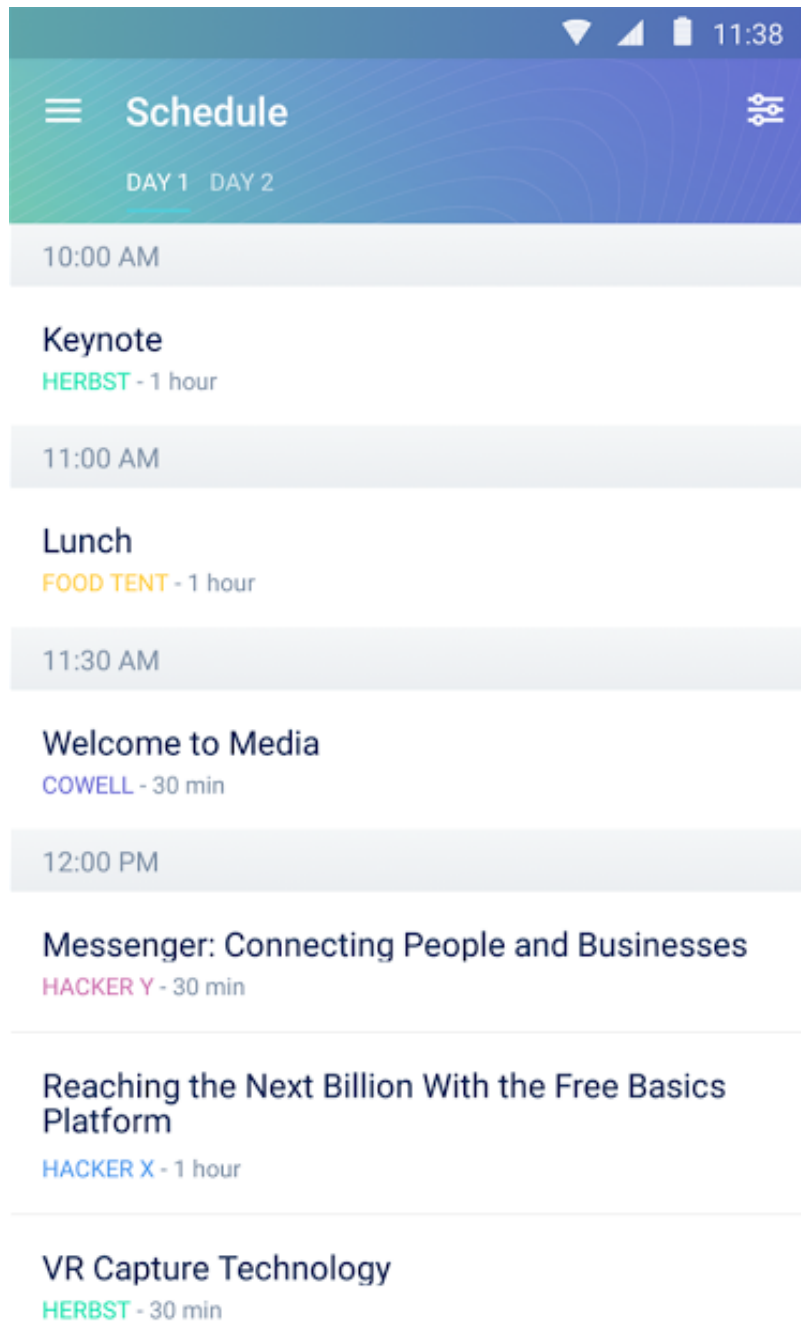 11:38
Schedule
DAY 1 DAY 2
10:00 AM
Keynote
HERBST - 1 hour
11:00 AM
Lunch
FOOD TENT - 1 hour
11:30 AM
Welcome to Media
COWELL - 30 min
12:00 PM
Messenger: Connecting People and Businesses
HACKER Y - 30 min
Reaching the Next Billion With the Free Basics
Platform
HACKER X - 1 hour
VR Capture Technology
HERBST - 30 min